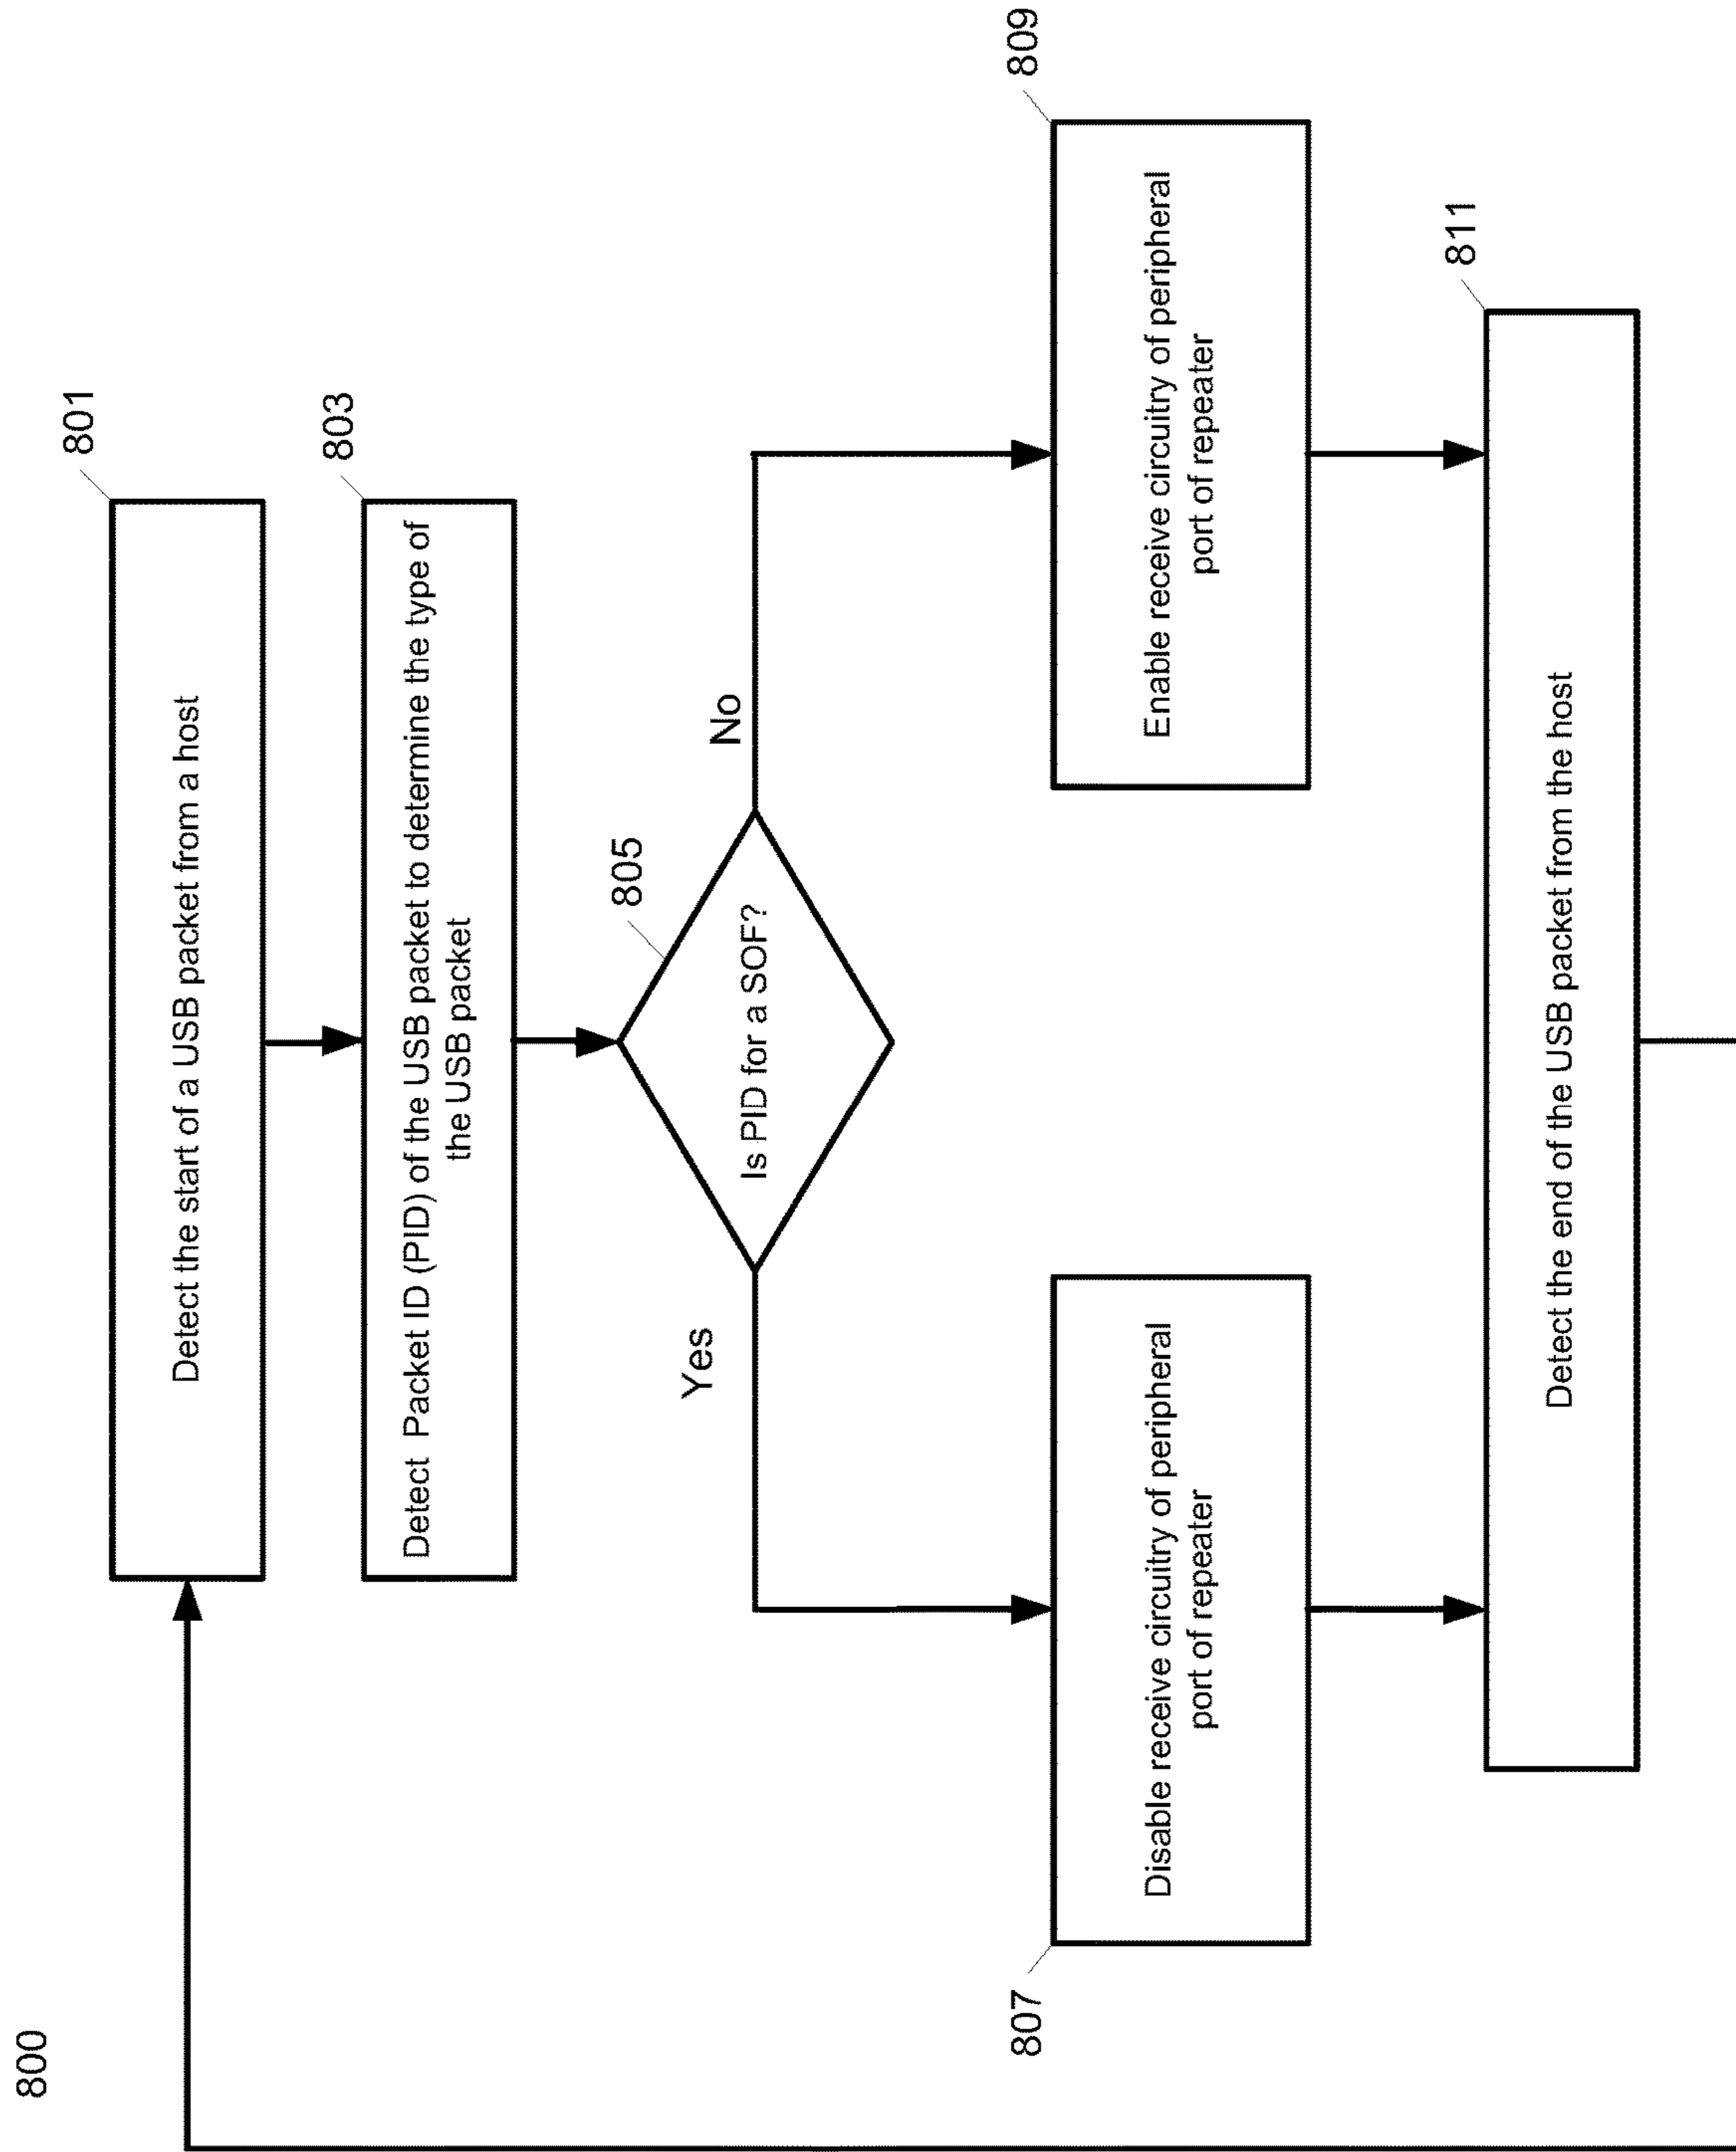 800
801
Detect the start of a USB packet from a host
803
Detect Packet ID (PID) of the USB packet to determine the type of
the USB packet
805
Is PID for a SOF?
Yes
No
807
Disable receive circuitry of peripheral
port of repeater
809
Enable receive circuitry of peripheral
port of repeater
811
Detect the end of the USB packet from the host